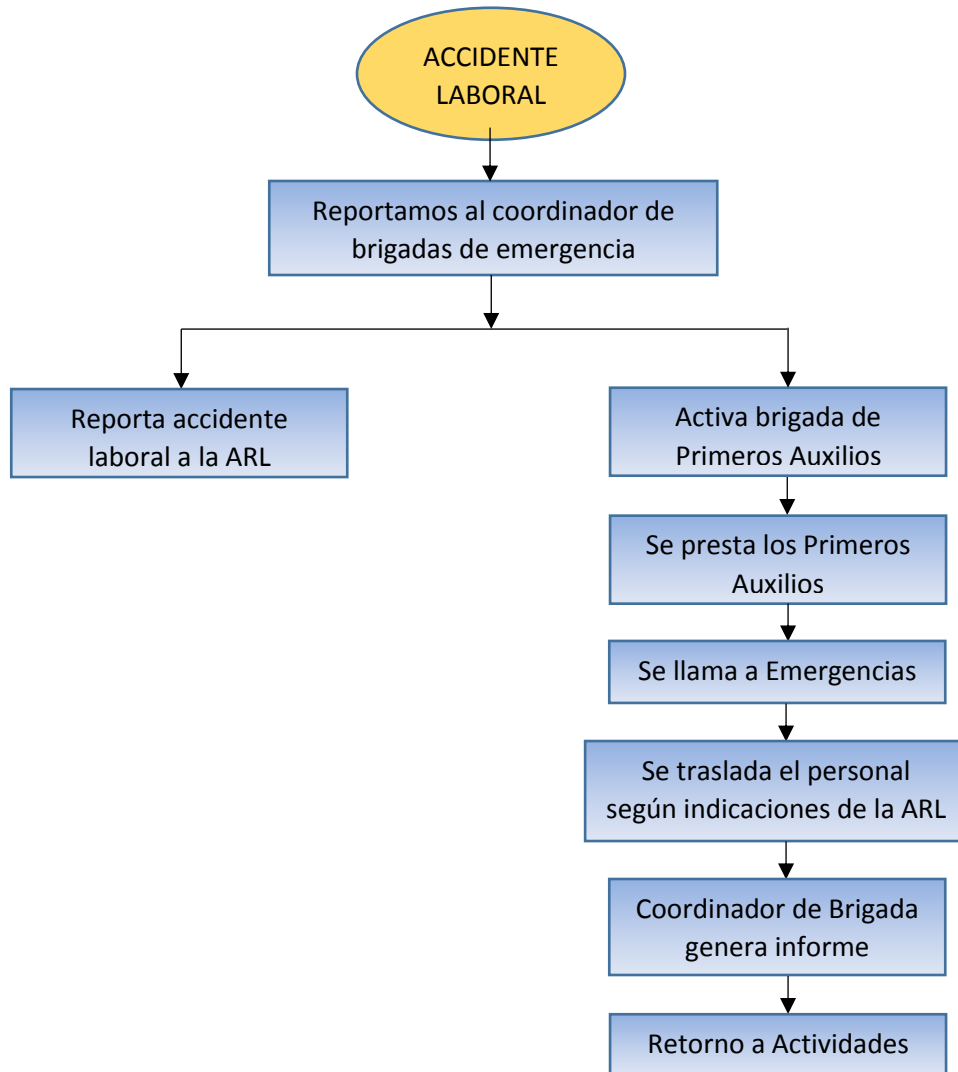 ACCIDENTE
LABORAL
Reportamos al coordinador de
brigadas de emergencia
Reporta accidente
laboral a la ARL
Activa brigada de
Primeros Auxilios
Se presta los Primeros
Auxilios
Se llama a Emergencias
Se traslada el personal
según indicaciones de la ARL
Coordinador de Brigada
genera informe
Retorno a Actividades